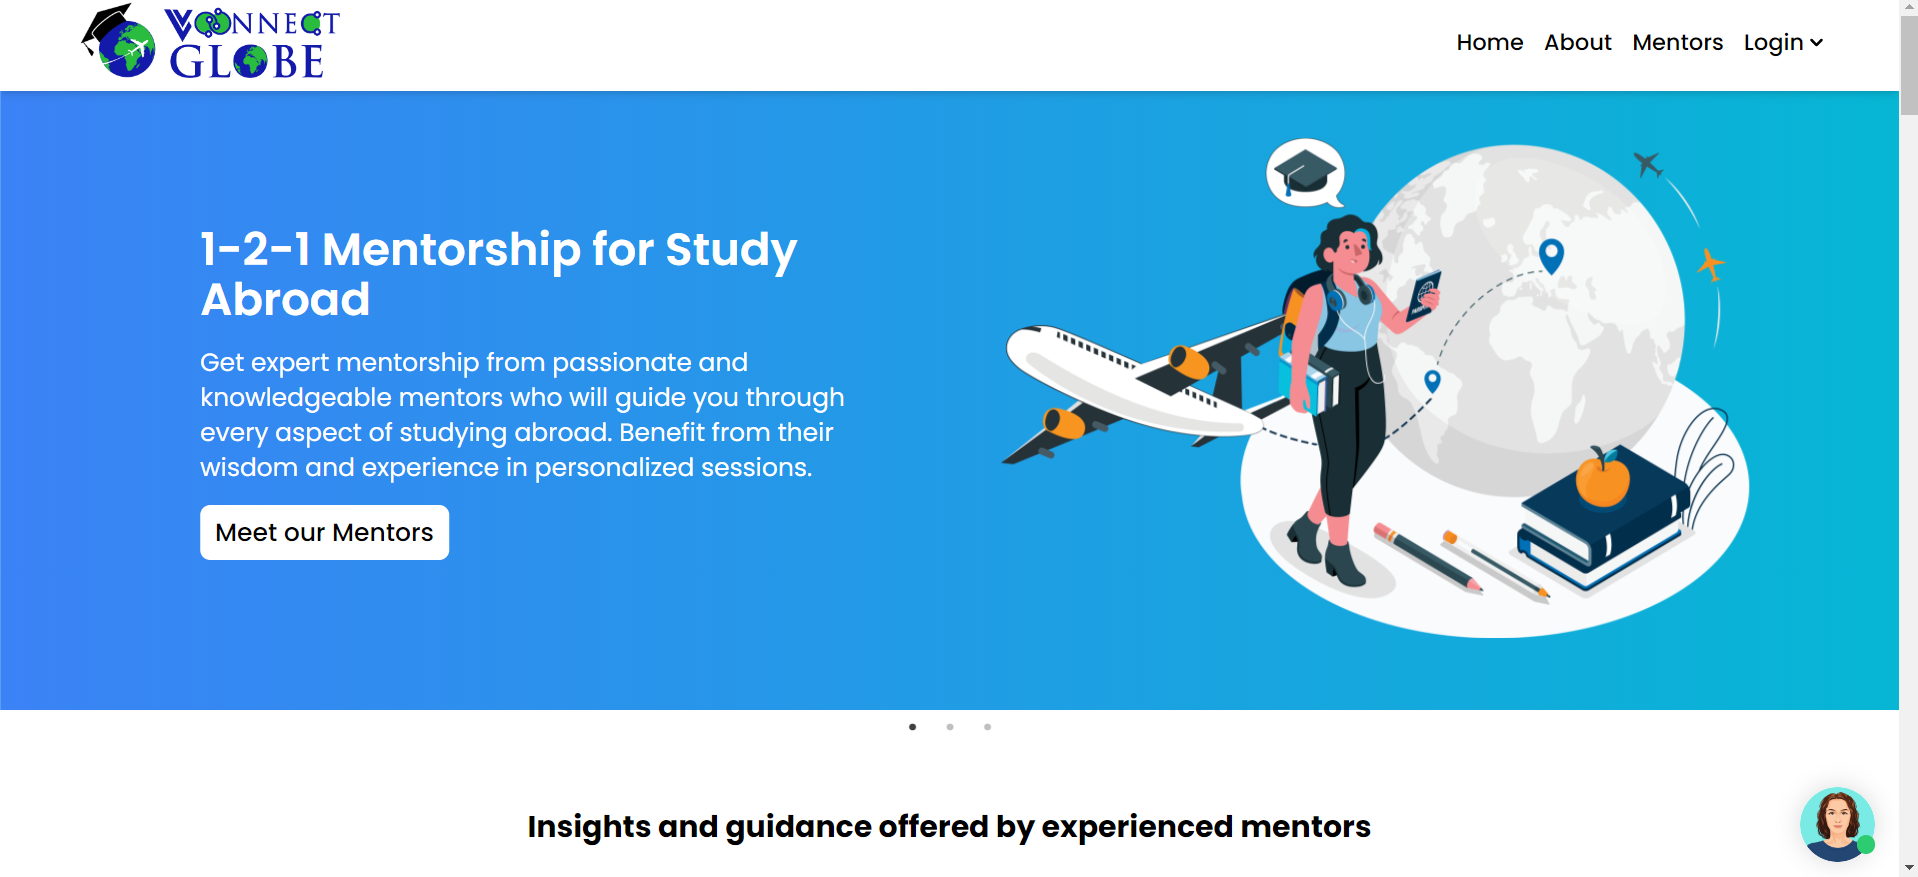 VCONNECT
GLOBE
Home About Mentors Login
1-2-1 Mentorship for Study
Abroad
Get expert mentorship from passionate and
knowledgeable mentors who will guide you through
every aspect of studying abroad. Benefit from their
wisdom and experience in personalized sessions.
Meet our Mentors
Insights and guidance offered by experienced mentors